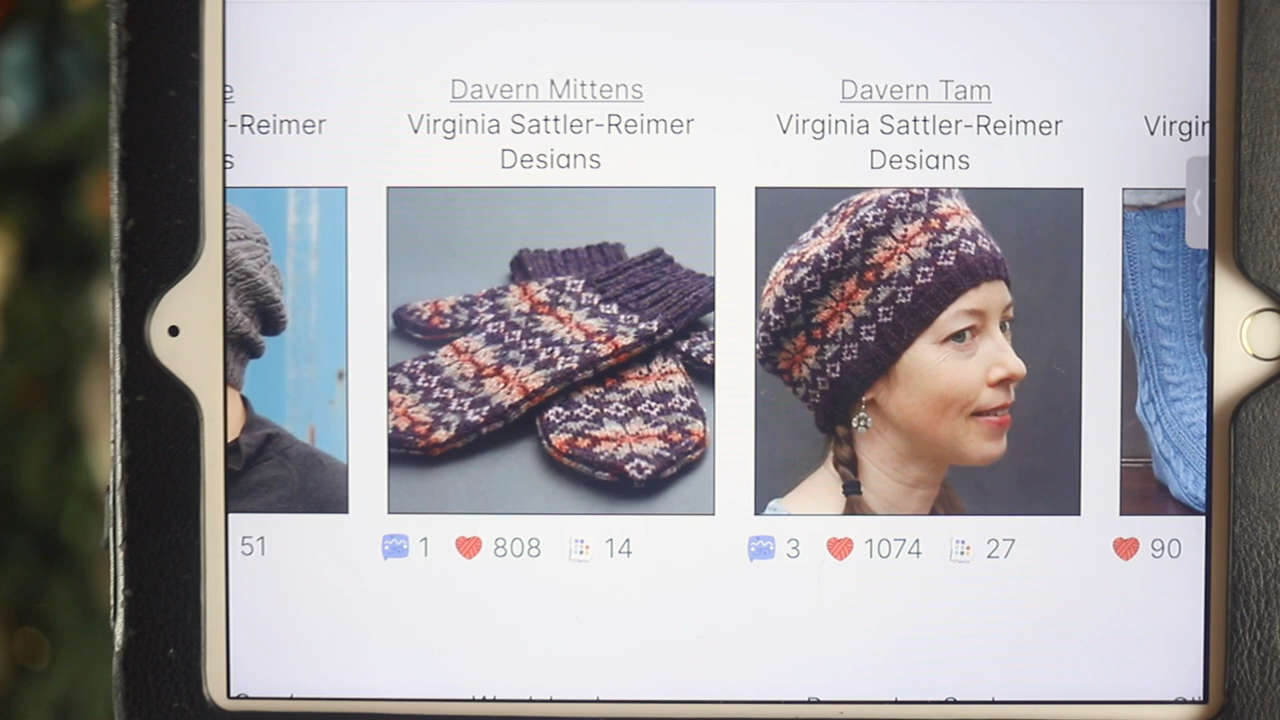 e
-Reimer
s
51
Davern Mittens
Virginia Sattler-Reimer
Designs
1 808 14
Davern Tam
Virginia Sattler-Reimer
Designs
3 1074 27
Virgin
90